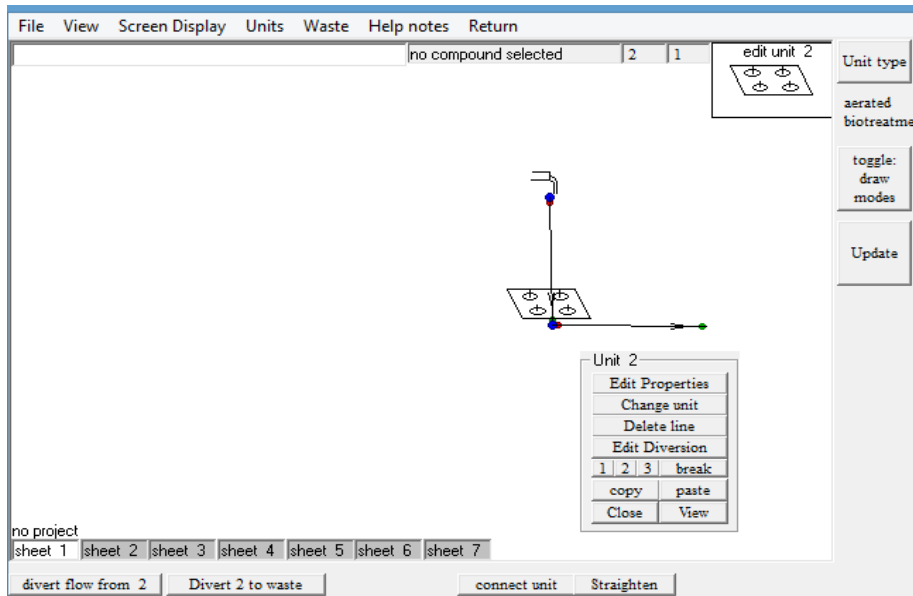 File View Screen Display Units Waste Help notes Return
no compound selected 2 1
edit unit 2
Unit type
aerated
biotreatme
toggle:
draw
modes
Update
Unit 2
Edit Properties
Change unit
Delete line
Edit Diversion
1 2 3 break
copy paste
Close View
no project
sheet 1 sheet 2 sheet 3 sheet 4 sheet 5 sheet 6 sheet 7
divert flow from 2 Divert 2 to waste connect unit Straighten